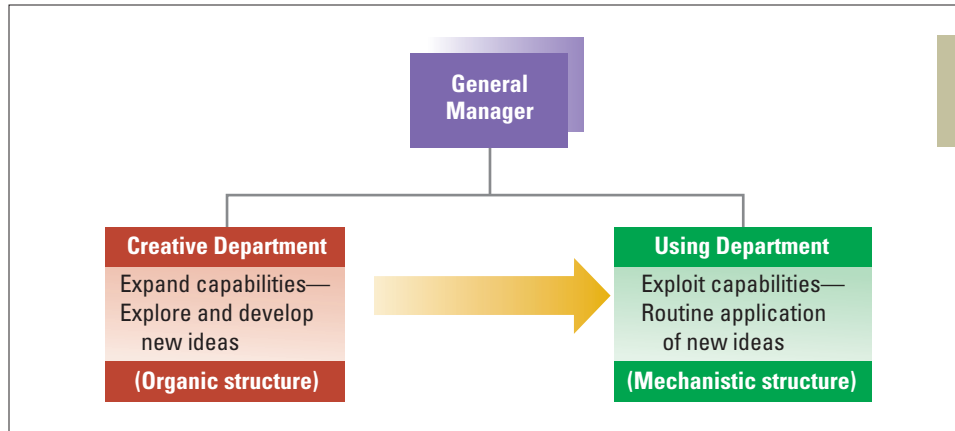 General
Manager
Creative Department
Expand capabilities—
Explore and develop
new ideas
(Organic structure)
Using Department
Exploit capabilities—
Routine application
of new ideas
(Mechanistic structure)